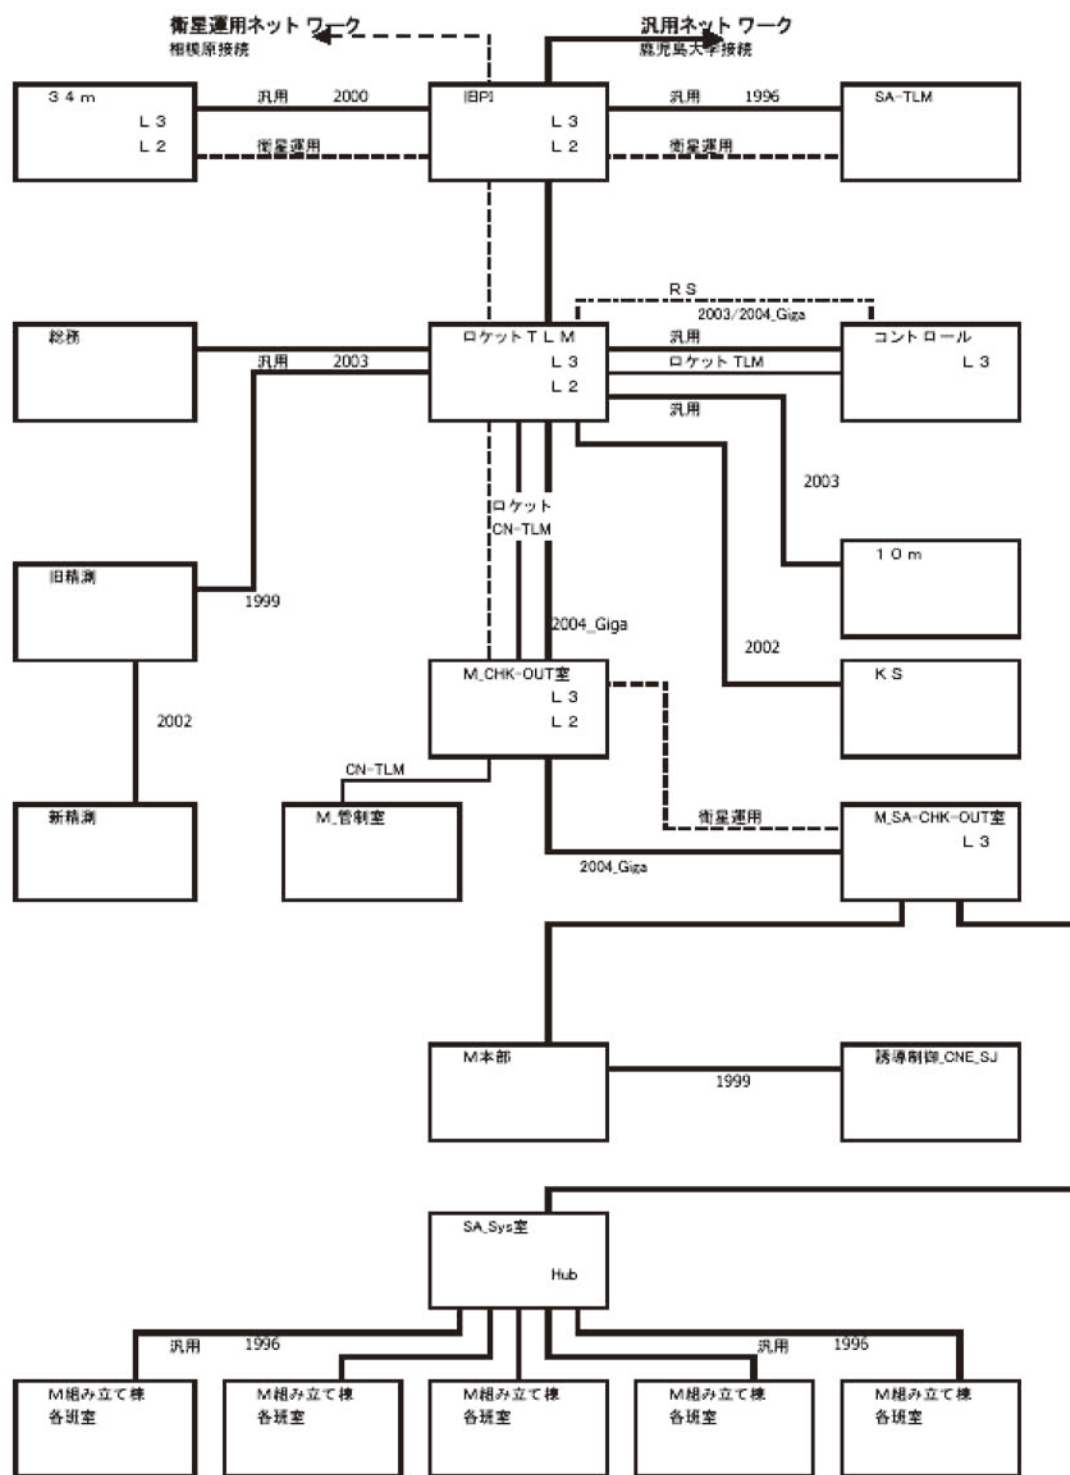 衛星運用ネットワーク
相模原接続
汎用ネットワーク
鹿児島大学接続
34m
L3
L2
汎用 2000
衛星運用
旧PI
L3
L2
汎用 1996
衛星運用
SA-TLM
RS
2003/2004_Giga
総務
汎用 2003
ロケットTLM
L3
L2
汎用
ロケットTLM
汎用
コントロール
L3
2003
ロケット
CN-TLM
10m
旧精測
1999
2004_Giga
2002
M_CHK-OUT室
L3
L2
KS
2002
CN-TLM
新精測
M_管制室
衛星運用
2004_Giga
M_SA-CHK-OUT室
L3
M本部
1999
誘導制御_CNE_SJ
SA_Sys室
Hub
汎用 1996
汎用 1996
M組み立て棟
各班室
M組み立て棟
各班室
M組み立て棟
各班室
M組み立て棟
各班室
M組み立て棟
各班室